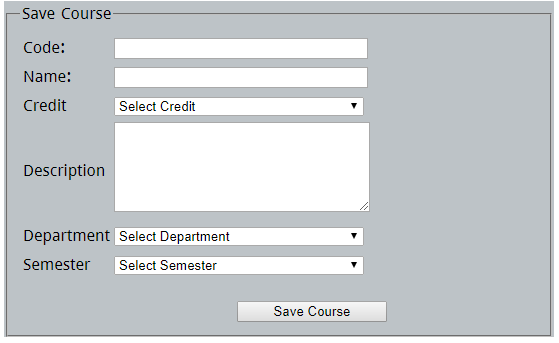 Save Course
Code:
Name:
Credit Select Credit
Description
Department Select Department
Semester Select Semester
Save Course